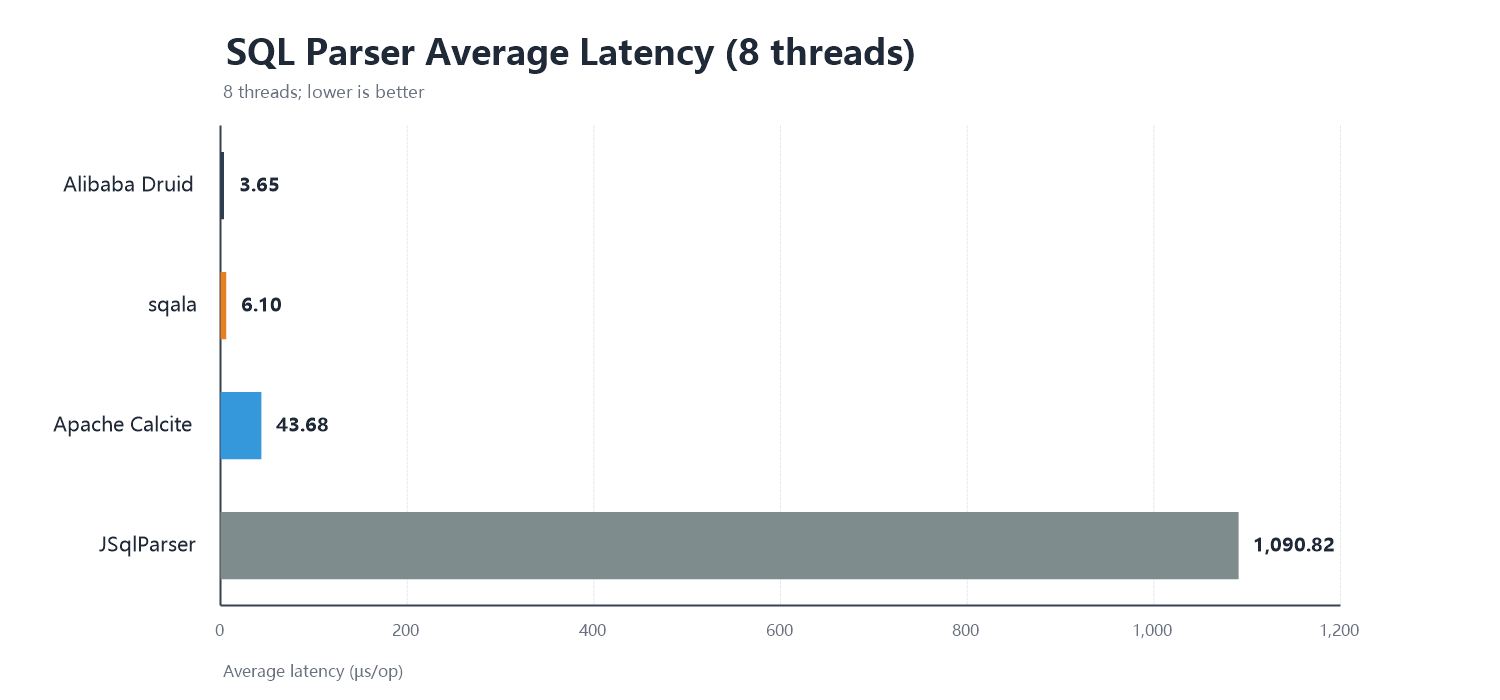 SQL Parser Average Latency (8 threads)
8 threads; lower is better
Alibaba Druid 3.65
sqala 6.10
Apache Calcite 43.68
JSqlParser 1,090.82
0 200 400 600 800 1,000 1,200
Average latency (µs/op)